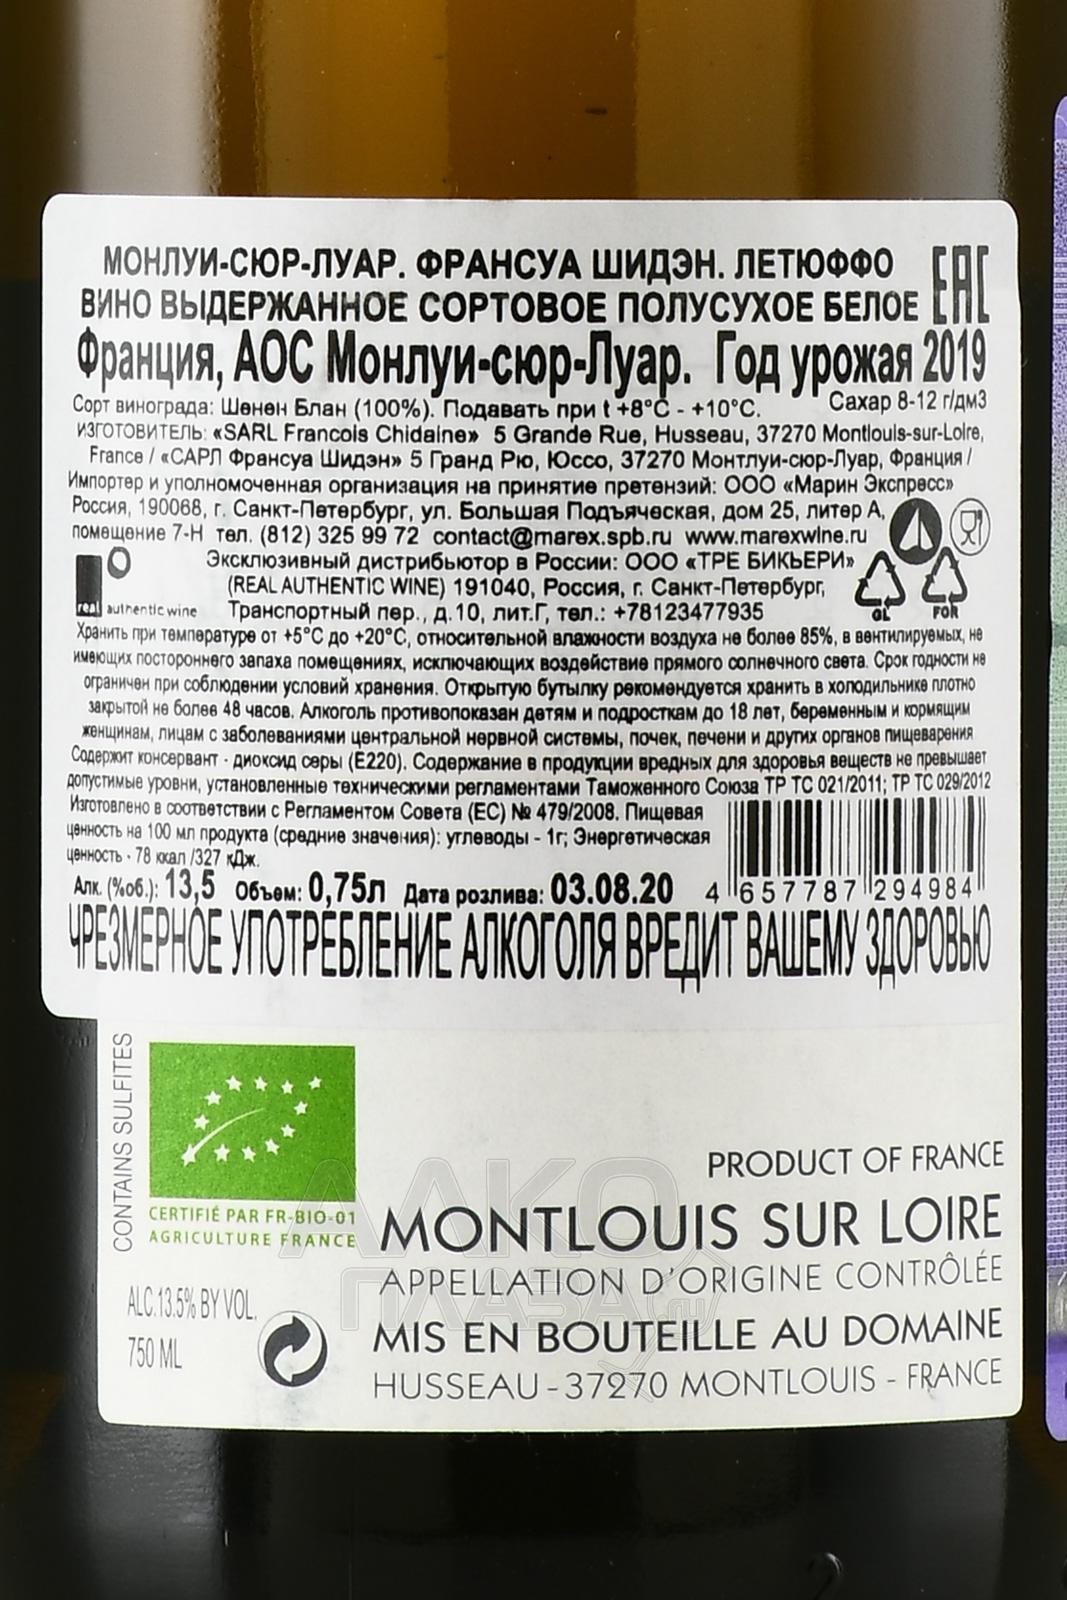 МОНЛУИ-СЮР-ЛУАР. ФРАНСУА ШИДЭН. ЛЕТЮФФО
ВИНО ВЫДЕРЖАННОЕ СОРТОВОЕ ПОЛУСУХОЕ БЕЛОЕ
EAC
Франция, АОС Монлуи-сюр-Луар. Год урожая 2019
Сорт винограда: Шенен Блан (100%). Подавать при t +8°C - +10°C. Сахар 8-12 г/дм3
ИЗГОТОВИТЕЛЬ: «SARL Francois Chidaine» 5 Grande Rue, Husseau, 37270 Montlouis-sur-Loire,
France / «САРЛ Франсуа Шидэн» 5 Гранд Рю, Юссо, 37270 Монтлуи-сюр-Луар, Франция /
Импортер и уполномоченная организация на принятие претензий: ООО «Марин Экспресс»
Россия, 190068, г. Санкт-Петербург, ул. Большая Подъяческая, дом 25, литер А,
помещение 7-Н тел. (812) 325 99 72 contact@marex.spb.ru www.marexwine.ru
Эксклюзивный дистрибьютор в России: ООО «ТРЕ БИКЬЕРИ»
(REAL AUTHENTIC WINE) 191040, Россия, г. Санкт-Петербург,
real authentic wine Транспортный пер., д.10, лит.Г, тел.: +78123477935
GL FOR
Хранить при температуре от +5°C до +20°C, относительной влажности воздуха не более 85%, в вентилируемых, не
имеющих постороннего запаха помещениях, исключающих воздействие прямого солнечного света. Срок годности не
ограничен при соблюдении условий хранения. Открытую бутылку рекомендуется хранить в холодильнике плотно
закрытой не более 48 часов. Алкоголь противопоказан детям и подросткам до 18 лет, беременным и кормящим
женщинам, лицам с заболеваниями центральной нервной системы, почек, печени и других органов пищеварения
Содержит консервант - диоксид серы (Е220). Содержание в продукции вредных для здоровья веществ не превышает
допустимые уровни, установленные техническими регламентами Таможенного Союза ТР ТС 021/2011; ТР ТС 029/2012
Изготовлено в соответствии с Регламентом Совета (ЕС) № 479/2008. Пищевая
ценность на 100 мл продукта (средние значения): углеводы - 1г; Энергетическая
ценность - 78 ккал /327 кДж.
Алк. (%об.): 13,5 Объем: 0,75л Дата розлива: 03.08.20
4 657787 294984
ЧРЕЗМЕРНОЕ УПОТРЕБЛЕНИЕ АЛКОГОЛЯ ВРЕДИТ ВАШЕМУ ЗДОРОВЬЮ
CONTAINS SULFITES
CERTIFIÉ PAR FR-BIO-01
AGRICULTURE FRANCE
ALC.13.5% BY VOL.
750 ML
PRODUCT OF FRANCE
MONTLOUIS SUR LOIRE
APPELLATION D'ORIGINE CONTRÔLÉE
MIS EN BOUTEILLE AU DOMAINE
HUSSEAU - 37270 MONTLOUIS - FRANCE
АЛКО
ПЛАЗА.ru